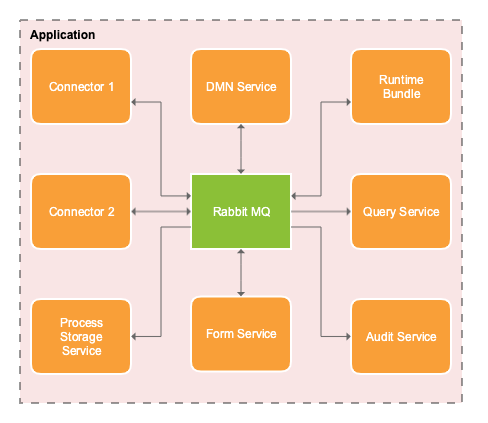 Application
Connector 1
DMN Service
Runtime
Bundle
Connector 2
Rabbit MQ
Query Service
Process
Storage
Service
Form Service
Audit Service